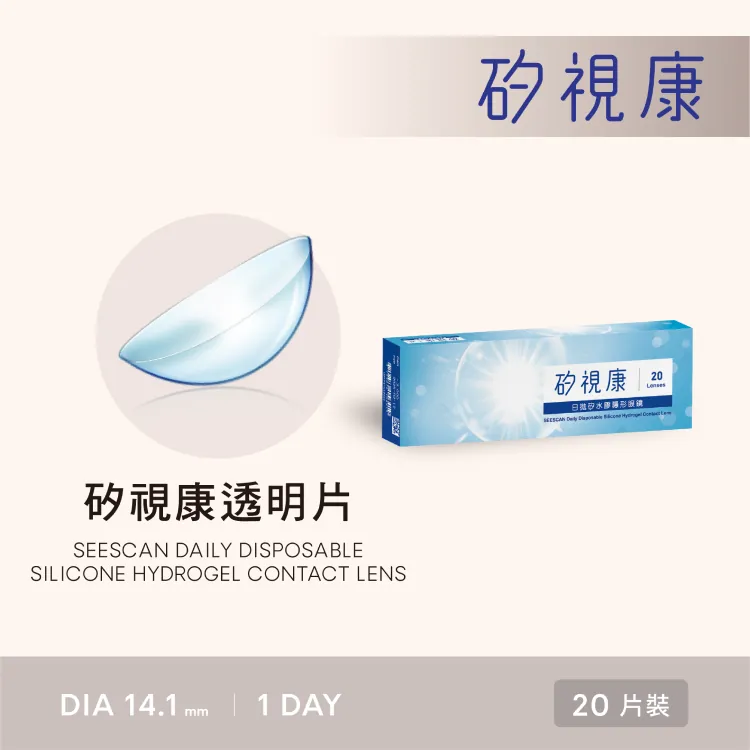 矽視康
矽視康
20
Lenses
日拋矽水膠隱形眼鏡
SEESCAN Daily Disposable Silicone Hydrogel Contact Lens
矽視康透明片
SEESCAN DAILY DISPOSABLE
SILICONE HYDROGEL CONTACT LENS
DIA 14.1 mm | 1 DAY
20 片裝